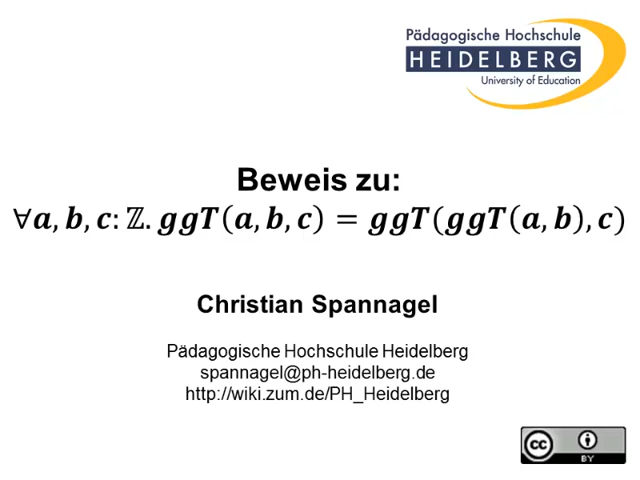 Pädagogische Hochschule
HEIDELBERG
University of Education
Beweis zu:
∀a, b, c: ℤ. ggT(a, b, c) = ggT(ggT(a, b), c)
Christian Spannagel
Pädagogische Hochschule Heidelberg
spannagel@ph-heidelberg.de
http://wiki.zum.de/PH_Heidelberg
cc
BY